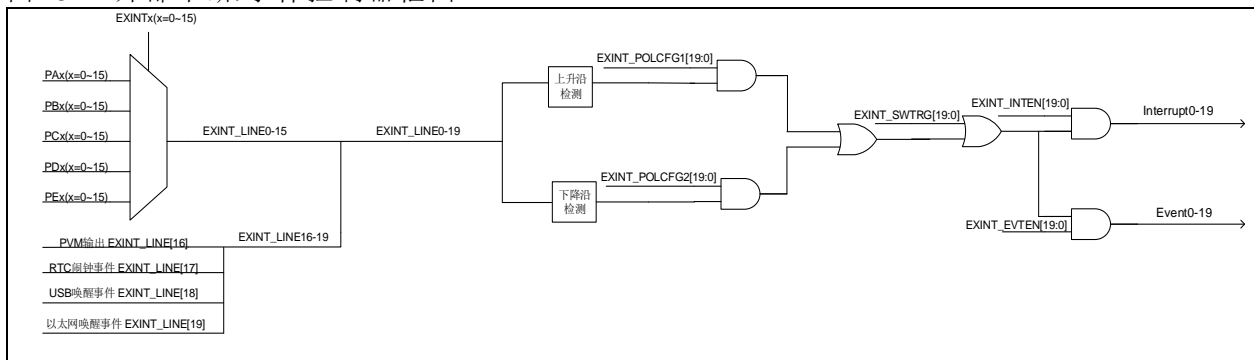 EXINTx(x=0~15)
PAx(x=0~15)
PBx(x=0~15)
PCx(x=0~15)
PDx(x=0~15)
PEx(x=0~15)
EXINT_LINE0-15
EXINT_LINE0-19
PVM输出 EXINT_LINE[16]
EXINT_LINE16-19
RTC闹钟事件 EXINT_LINE[17]
USB唤醒事件 EXINT_LINE[18]
以太网唤醒事件 EXINT_LINE[19]
上升沿
检测
EXINT_POLCFG1[19:0]
下降沿
检测
EXINT_POLCFG2[19:0]
EXINT_SWTRG[19:0]
EXINT_INTEN[19:0]
Interrupt0-19
EXINT_EVTEN[19:0]
Event0-19